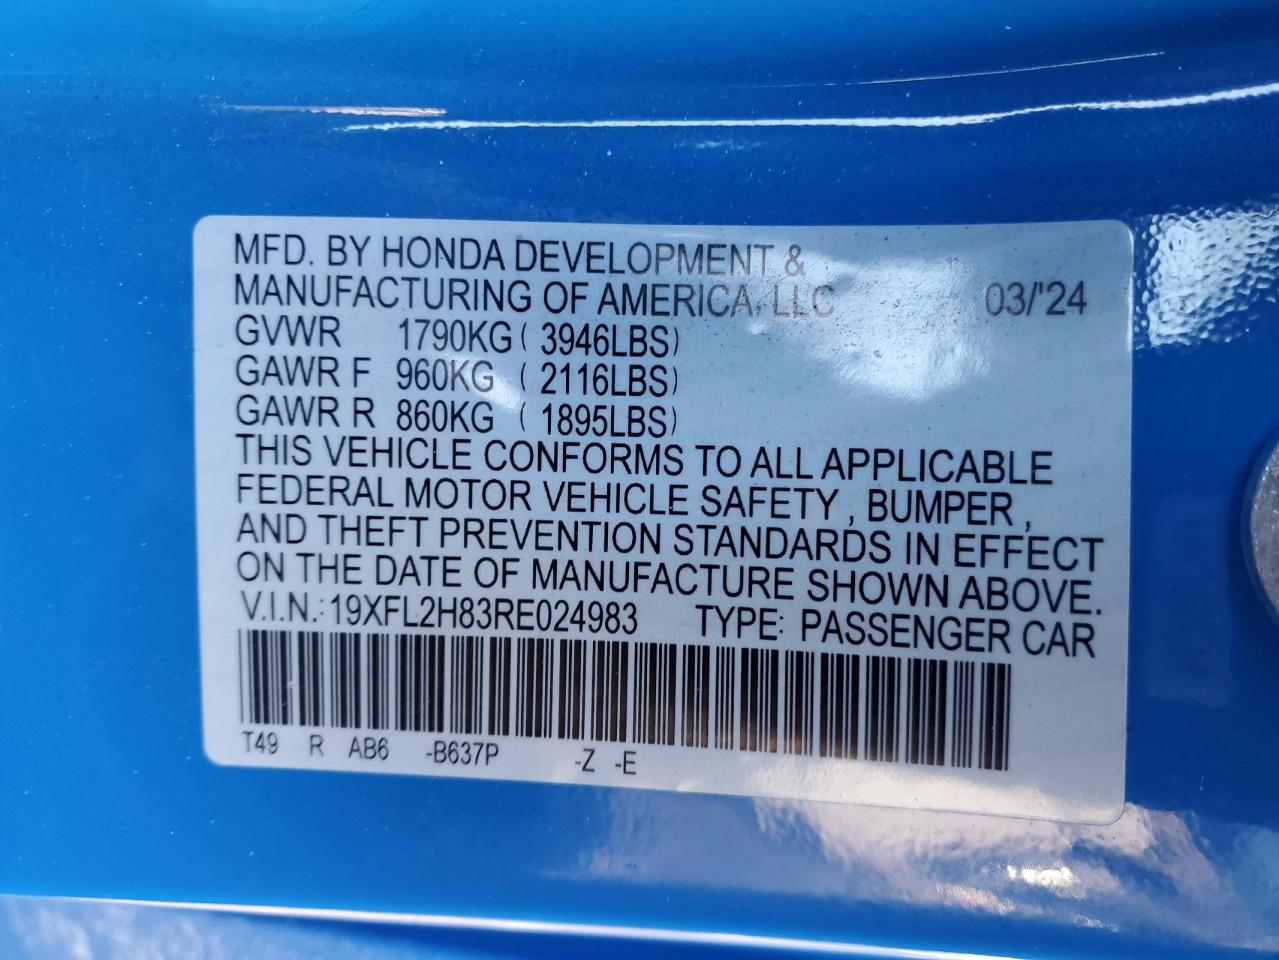 MFD. BY HONDA DEVELOPMENT &
MANUFACTURING OF AMERICA, LLC 03/'24
GVWR 1790KG ( 3946LBS)
GAWR F 960KG ( 2116LBS)
GAWR R 860KG ( 1895LBS)
THIS VEHICLE CONFORMS TO ALL APPLICABLE
FEDERAL MOTOR VEHICLE SAFETY , BUMPER ,
AND THEFT PREVENTION STANDARDS IN EFFECT
ON THE DATE OF MANUFACTURE SHOWN ABOVE.
V.I.N.: 19XFL2H83RE024983 TYPE: PASSENGER CAR
T49 R AB6 -B637P -Z -E